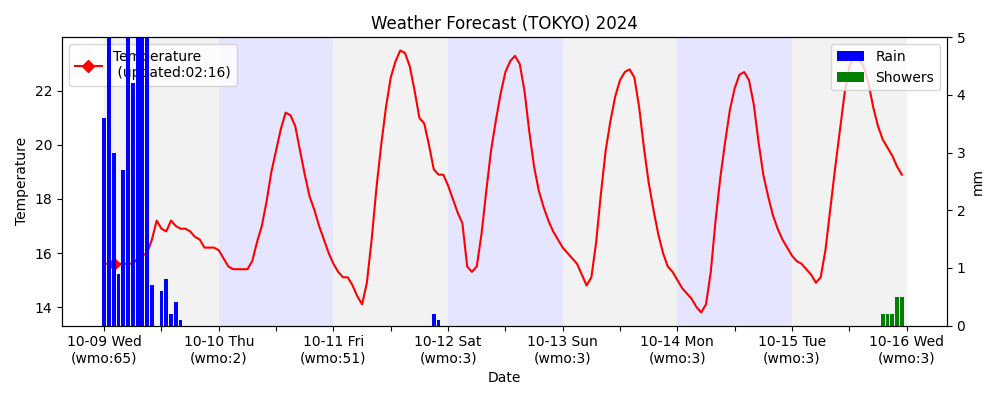 Weather Forecast (TOKYO) 2024
Temperature
(updated:02:16)
Rain
Showers
Temperature
22
20
18
16
14
5
4
3
2
1
0
mm
10-09 Wed
(wmo:65)
10-10 Thu
(wmo:2)
10-11 Fri
(wmo:51)
10-12 Sat
(wmo:3)
10-13 Sun
(wmo:3)
10-14 Mon
(wmo:3)
10-15 Tue
(wmo:3)
10-16 Wed
(wmo:3)
Date